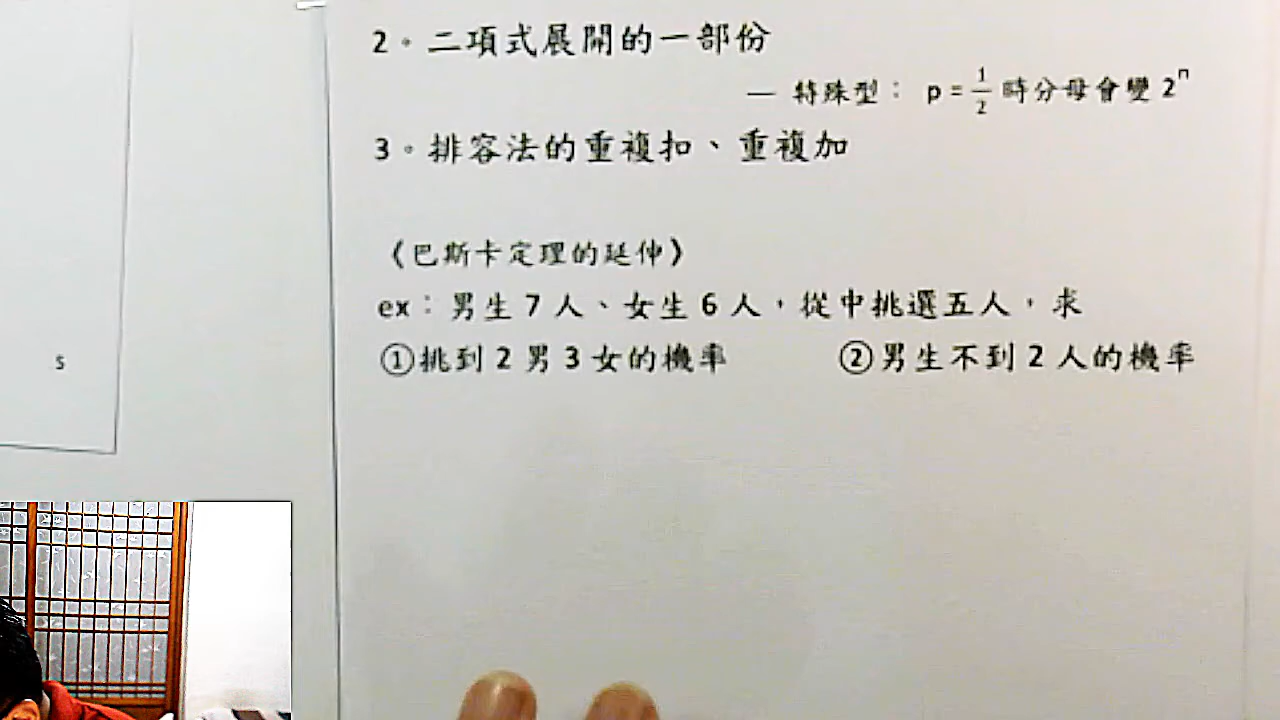 2。二項式展開的一部份
— 特殊型： p = 1/2 時分母會變 2^n
3。排容法的重複扣、重複加
《巴斯卡定理的延伸》
ex：男生 7 人、女生 6 人，從中挑選五人，求
①挑到 2 男 3 女的機率 ②男生不到 2 人的機率
5